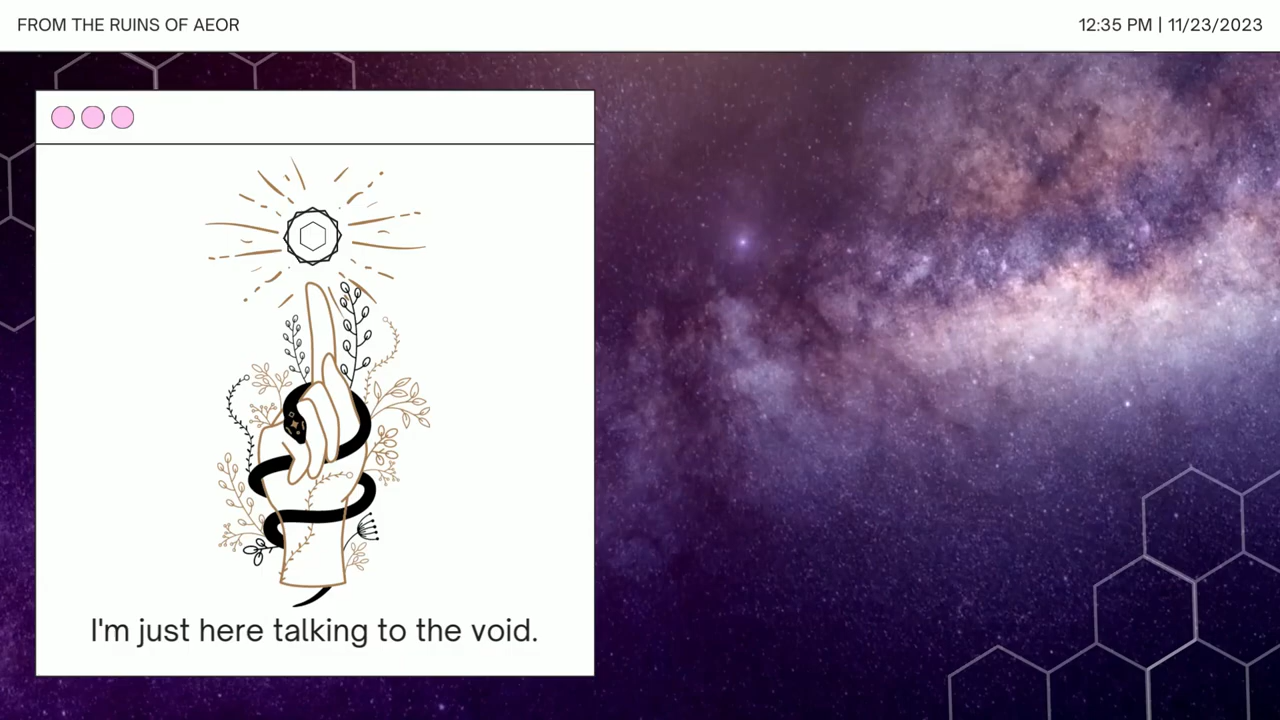 FROM THE RUINS OF AEOR
12:35 PM | 11/23/2023
I'm just here talking to the void.